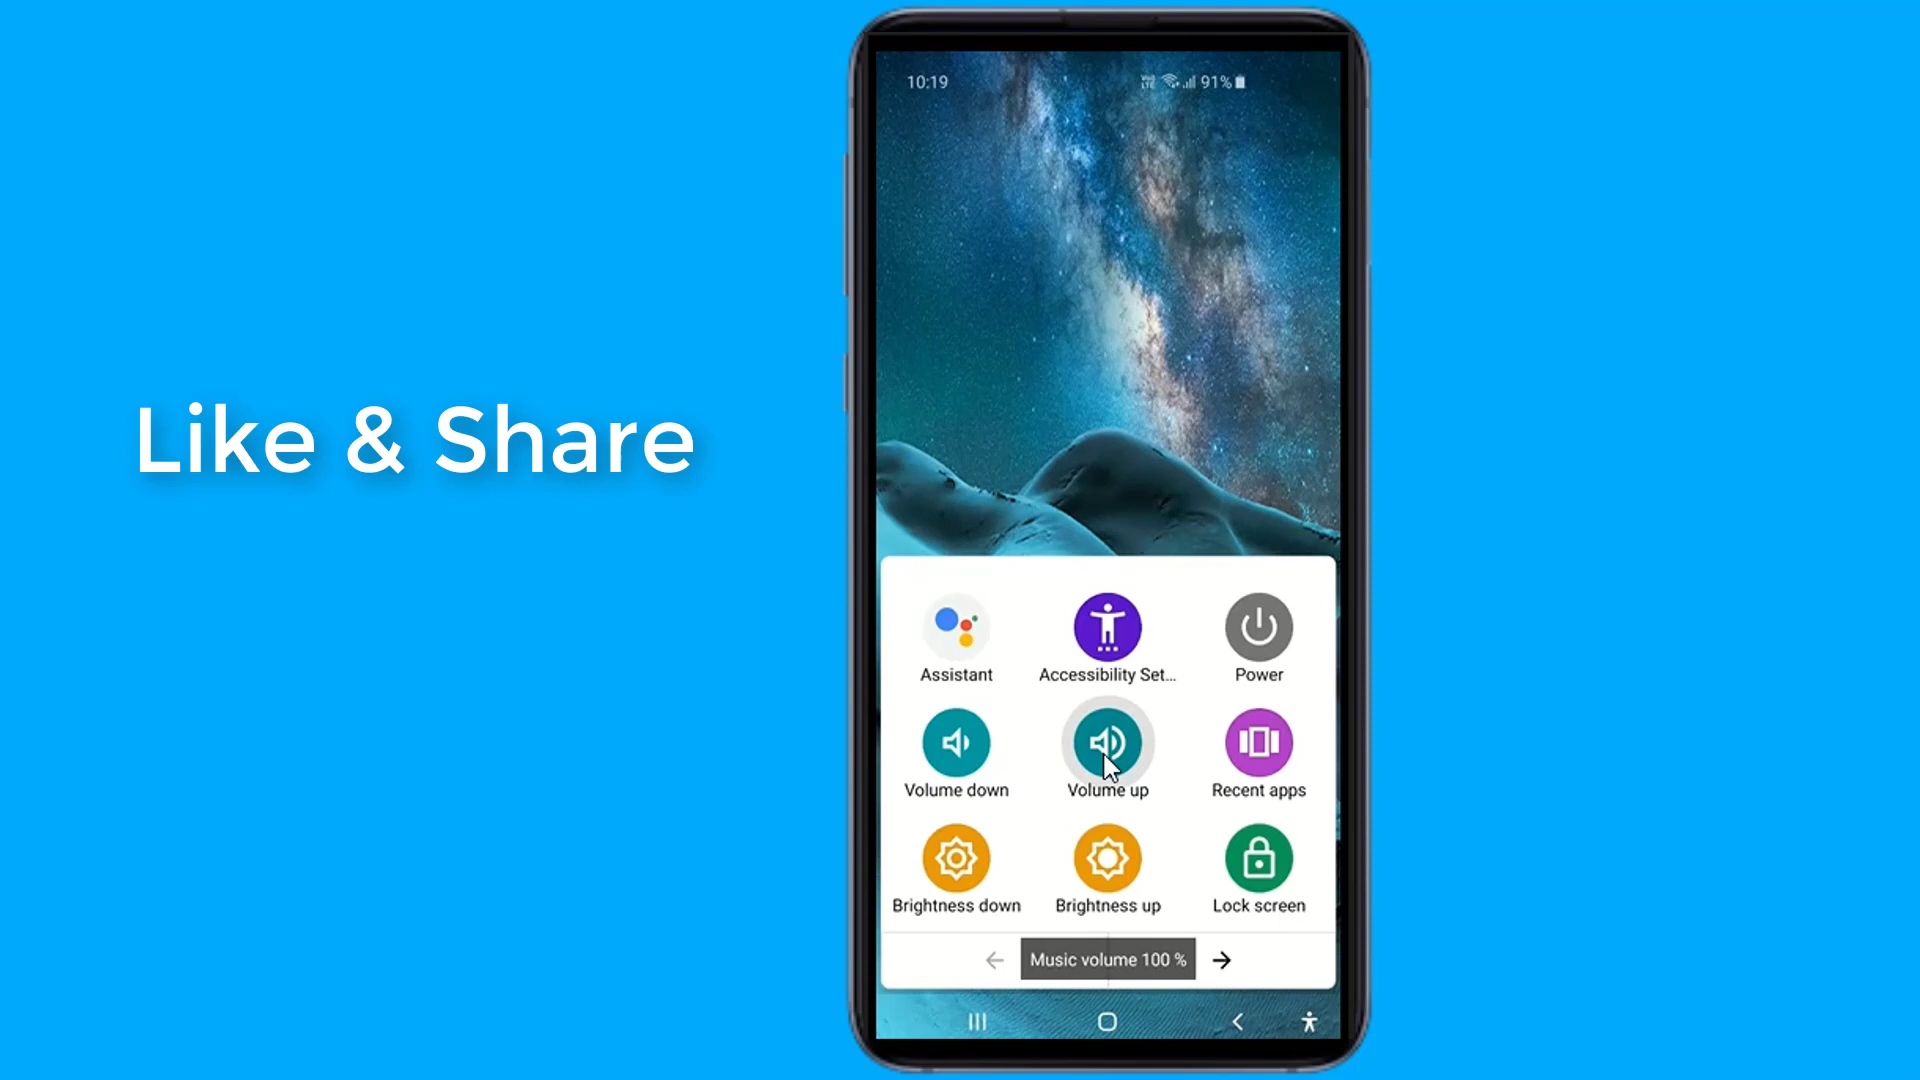 10:19
91%
Like & Share
Assistant
Accessibility Set...
Power
Volume down
Volume up
Recent apps
Brightness down
Brightness up
Lock screen
Music volume 100 %